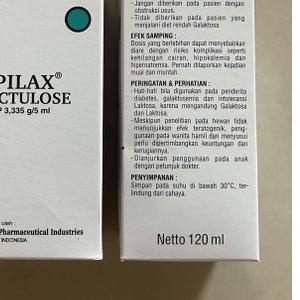 PILAX®
CTULOSE
P 3,335 g/5 ml
oleh :
Pharmaceutical Industries
INDONESIA
-Jangan diberikan pada pasien dengan
obstruksi usus.
-Tidak diberikan pada pasien yang
menjalani diet rendah Galaktosa.
EFEK SAMPING :
Dosis yang berlebihan dapat menyebabkan
diare dengan risiko komplikasi seperti
kehilangan cairan, hipokalemia dan
hipernatremia. Pernah dilaporkan kejadian
mual dan muntah.
PERINGATAN & PERHATIAN :
-Hati-hati bila digunakan pada penderita
diabetes, galaktosemia dan intoleransi
Laktosa, karena mengandung Galaktosa
dan Laktosa.
-Meskipun penelitian pada hewan tidak
menunjukkan efek teratogenik, peng-
gunaan pada wanita hamil dan menyusui
perlu dipertimbangkan keuntungan dan
kerugiannya.
-Dianjurkan penggunaan pada anak
dengan petunjuk dokter.
PENYIMPANAN :
Simpan pada suhu di bawah 30°C, ter-
lindung dari cahaya.
Netto 120 ml